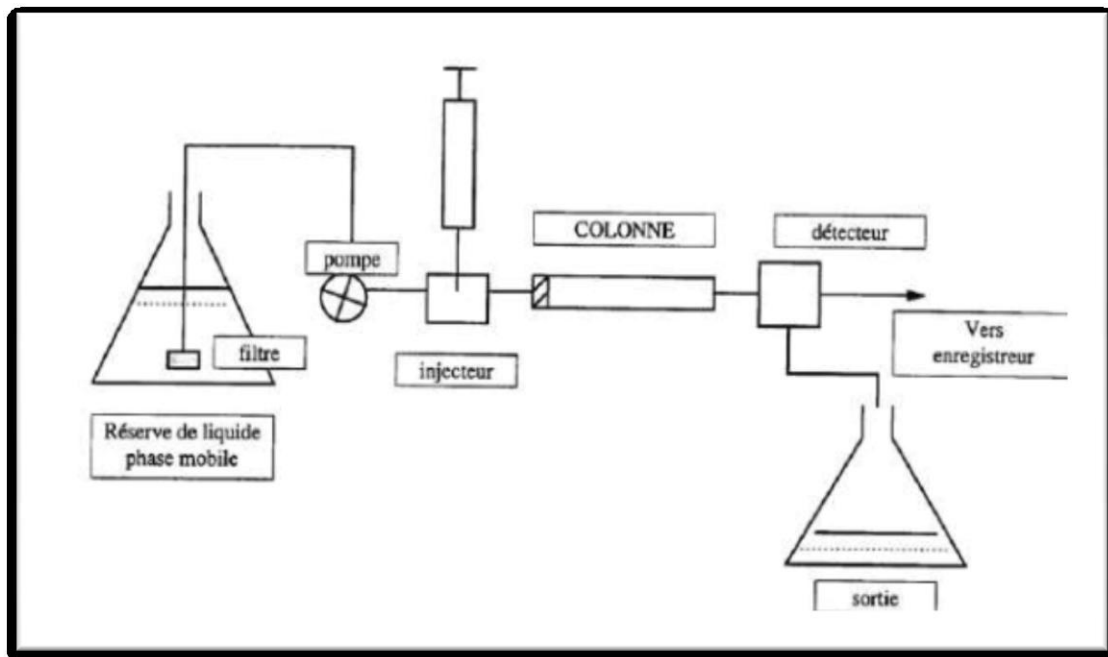 COLONNE
détecteur
pompe
filtre
injecteur
Vers
enregistreur
Réserve de liquide
phase mobile
sortie